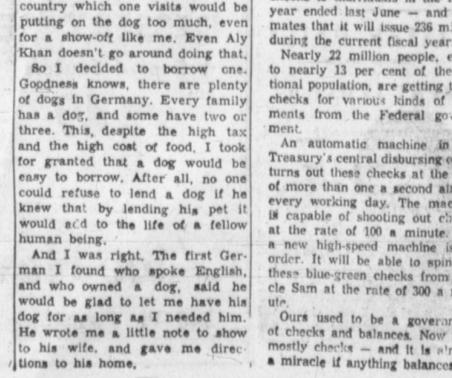 country which one visits would be
putting on the dog too much, even
for a show-off like me. Even Aly
Khan doesn't go around doing that.
So I decided to borrow one.
Gopdness knows, there are plenty
of dogs in Germany. Every family
has a dog, and some have two or
three. This, despite the high tax
and the high cost of food. I took
for granted that a dog would be
easy to borrow. After all, no one
could refuse to lend a dog if he
knew that by lending his pet it
would add to the life of a fellow
human being.
And I was right. The first Ger-
man I found who spoke English,
and who owned a dog, said he
would be glad to let me have his
dog for as long as I needed him.
He wrote me a little note to show
to his wife, and gave me direc-
tions to his home.
year ended last June — and
mates that it will issue 236 mi
during the current fiscal year
Nearly 22 million people,
to nearly 13 per cent of the
tional population, are getting
checks for various kinds of
ments from the Federal go
ment.
An automatic machine in
Treasury's central disbursing o
turns out these checks at the
of more than one a second al
every working day. The mac
is capable of shooting out ch
at the rate of 100 a minute.
a new high-speed machine is
order. It will be able to spin
these blue-green checks from
cle Sam at the rate of 300 a
ute.
Ours used to be a govern
of checks and balances. Now
mostly checks — and it is
a miracle if anything balance